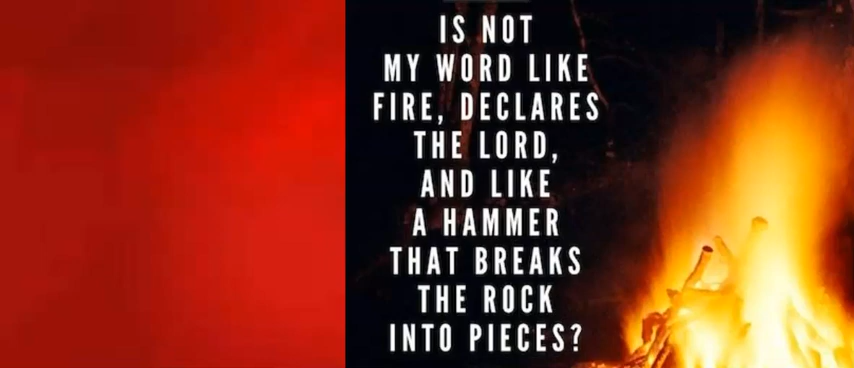 IS NOT
MY WORD LIKE
FIRE, DECLARES
THE LORD,
AND LIKE
A HAMMER
THAT BREAKS
THE ROCK
INTO PIECES?